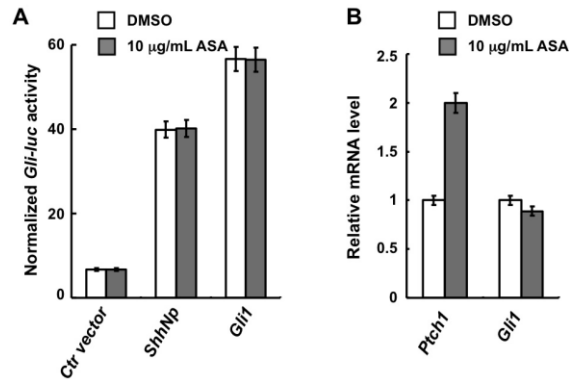 A
DMSO
10 µg/mL ASA
Normalized Gli-luc activity
60
40
20
0
Ctr vector
ShhNp
Gli1
B
DMSO
10 µg/mL ASA
Relative mRNA level
2.5
2
1.5
1
0.5
0
Ptch1
Gli1